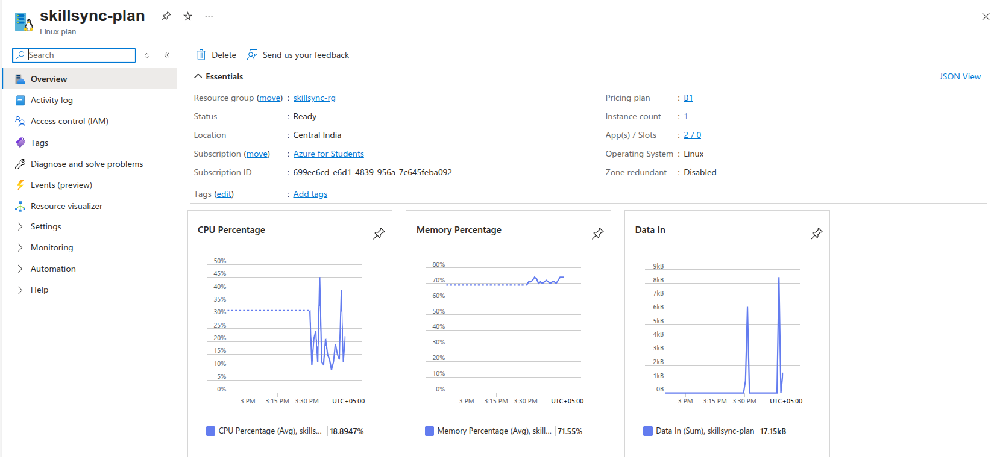 skillsync-plan
Linux plan
Search
Overview
Activity log
Access control (IAM)
Tags
Diagnose and solve problems
Events (preview)
Resource visualizer
Settings
Monitoring
Automation
Help
Delete Send us your feedback
Essentials JSON View
Resource group (move) : skillsync-rg
Status : Ready
Location : Central India
Subscription (move) : Azure for Students
Subscription ID : 699ec6cd-e6d1-4839-956a-7c645feba092
Tags (edit) : Add tags
Pricing plan : B1
Instance count : 1
App(s) / Slots : 2 / 0
Operating System : Linux
Zone redundant : Disabled
CPU Percentage
50%
45%
40%
35%
30%
25%
20%
15%
10%
5%
0%
3 PM 3:15 PM 3:30 PM UTC+05:00
CPU Percentage (Avg), skills... 18.8947%
Memory Percentage
80%
70%
60%
50%
40%
30%
20%
10%
0%
3 PM 3:15 PM 3:30 PM UTC+05:00
Memory Percentage (Avg), skill... 71.55%
Data In
9kB
8kB
7kB
6kB
5kB
4kB
3kB
2kB
1kB
0B
3 PM 3:15 PM 3:30 PM UTC+05:00
Data In (Sum), skillsync-plan 17.15kB